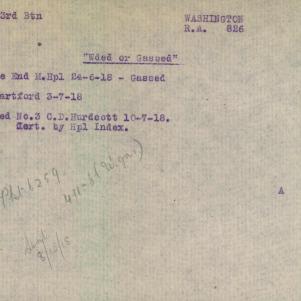 3rd Btn
WASHINGTON
R.A. 826
"Wded or Gassed"
e End M.Hpl 24-6-18 - Gassed
artford 3-7-18
ed No.3 C.D.Hurdcott 10-7-18.
Cert. by Hpl Index.
A